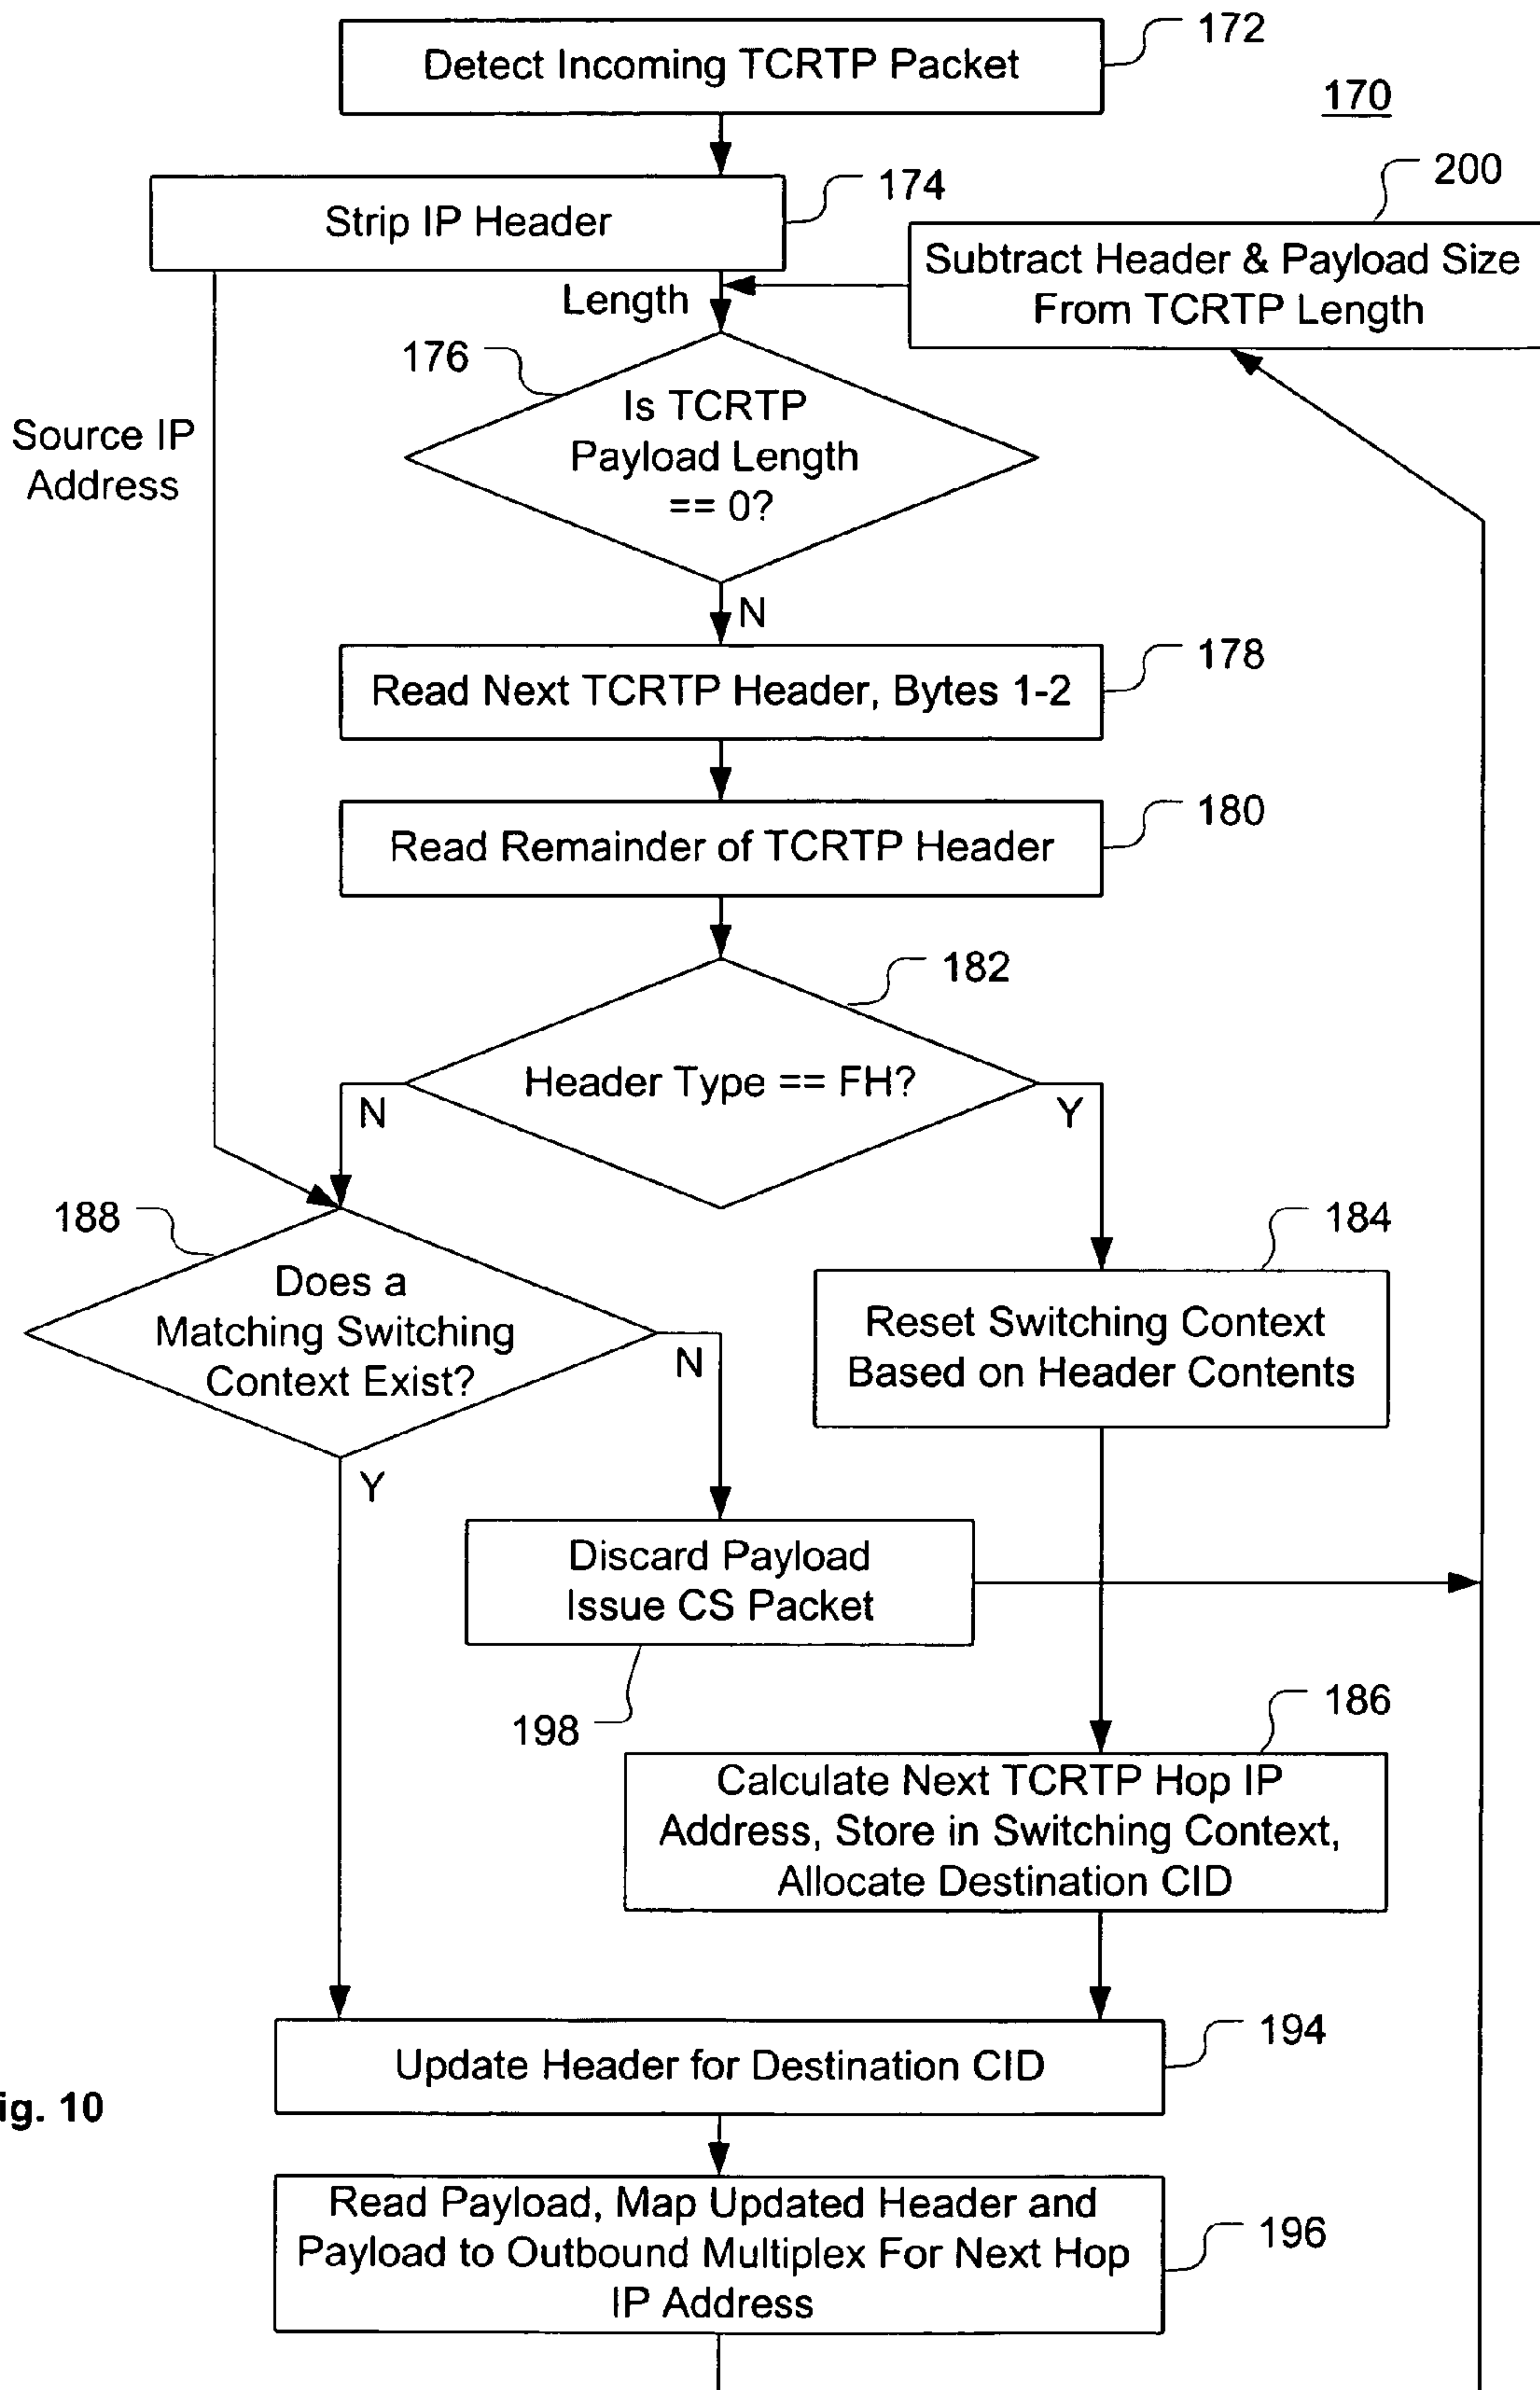 Detect Incoming TCRTP Packet
172
170
Strip IP Header
174
200
Subtract Header & Payload Size
From TCRTP Length
Length
176
Is TCRTP
Payload Length
== 0?
Source IP
Address
N
Read Next TCRTP Header, Bytes 1-2
178
Read Remainder of TCRTP Header
180
182
Header Type == FH?
N
Y
188
Does a
Matching Switching
Context Exist?
N
Y
184
Reset Switching Context
Based on Header Contents
Discard Payload
Issue CS Packet
198
186
Calculate Next TCRTP Hop IP
Address, Store in Switching Context,
Allocate Destination CID
194
Update Header for Destination CID
ig. 10
Read Payload, Map Updated Header and
Payload to Outbound Multiplex For Next Hop
IP Address
196